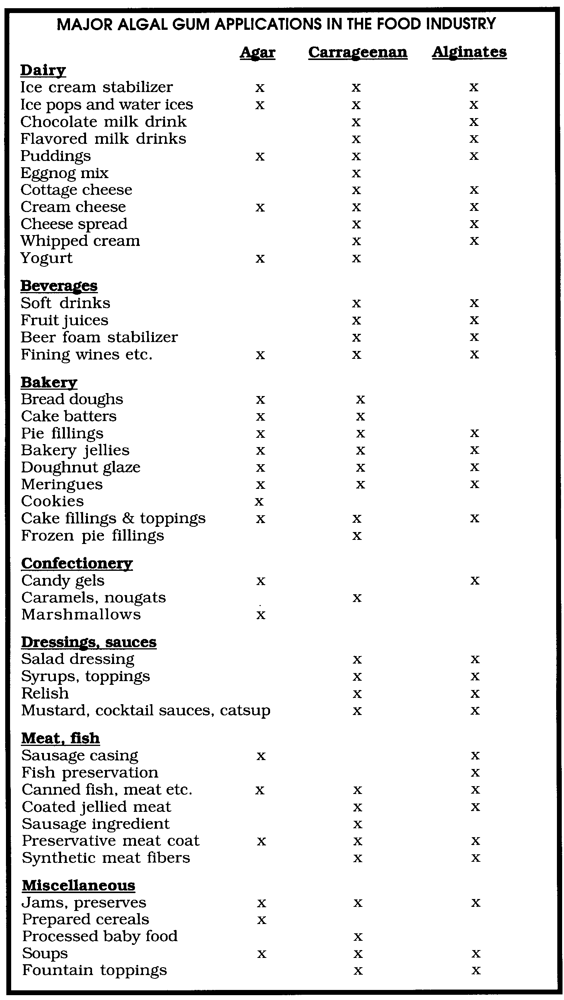 MAJOR ALGAL GUM APPLICATIONS IN THE FOOD INDUSTRY
Agar Carrageenan Alginates
Dairy
Ice cream stabilizer x x x
Ice pops and water ices x x x
Chocolate milk drink x x
Flavored milk drinks x x
Puddings x x x
Eggnog mix x
Cottage cheese x x
Cream cheese x x x
Cheese spread x x
Whipped cream x x
Yogurt x x
Beverages
Soft drinks x x
Fruit juices x x
Beer foam stabilizer x x
Fining wines etc. x x x
Bakery
Bread doughs x x
Cake batters x x
Pie fillings x x x
Bakery jellies x x x
Doughnut glaze x x x
Meringues x x x
Cookies x
Cake fillings & toppings x x x
Frozen pie fillings x
Confectionery
Candy gels x x
Caramels, nougats x
Marshmallows x
Dressings, sauces
Salad dressing x x
Syrups, toppings x x
Relish x x
Mustard, cocktail sauces, catsup x x
Meat, fish
Sausage casing x x
Fish preservation x
Canned fish, meat etc. x x x
Coated jellied meat x x
Sausage ingredient x
Preservative meat coat x x x
Synthetic meat fibers x x
Miscellaneous
Jams, preserves x x x
Prepared cereals x
Processed baby food x
Soups x x x
Fountain toppings x x